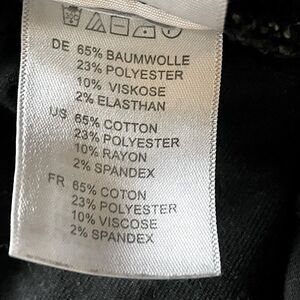 DE 65% BAUMWOLLE
23% POLYESTER
10% VISKOSE
2% ELASTHAN
US 65% COTTON
23% POLYESTER
10% RAYON
2% SPANDEX
FR 65% COTON
23% POLYESTER
10% VISCOSE
2% SPANDEX